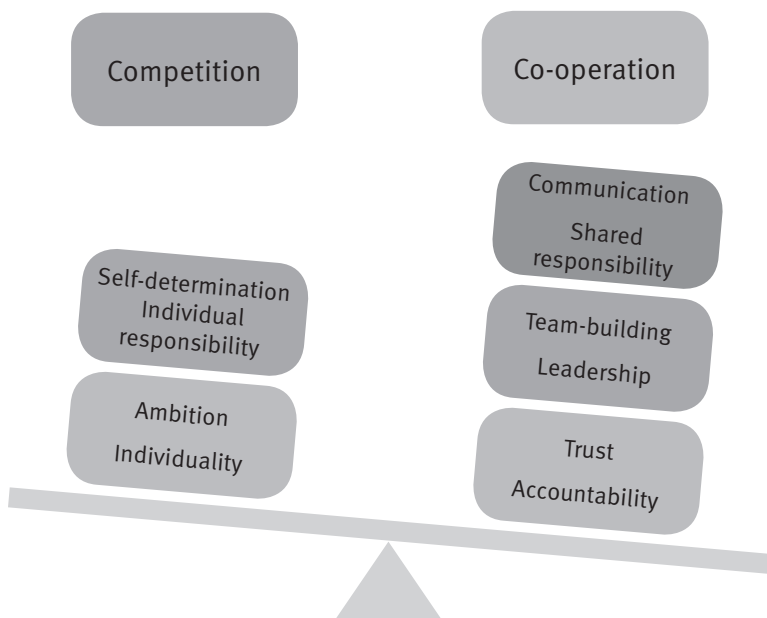 Competition
Co-operation
Self-determination
Individual
responsibility
Ambition
Individuality
Communication
Shared
responsibility
Team-building
Leadership
Trust
Accountability